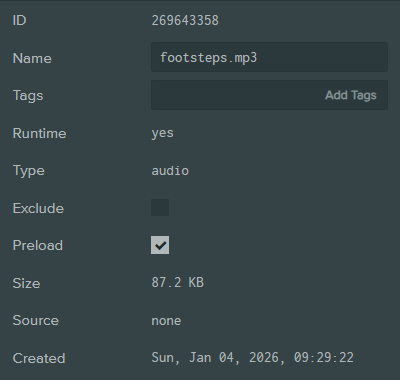 ID 269643358
Name footsteps.mp3
Tags Add Tags
Runtime yes
Type audio
Exclude
Preload
Size 87.2 KB
Source none
Created Sun, Jan 04, 2026, 09:29:22